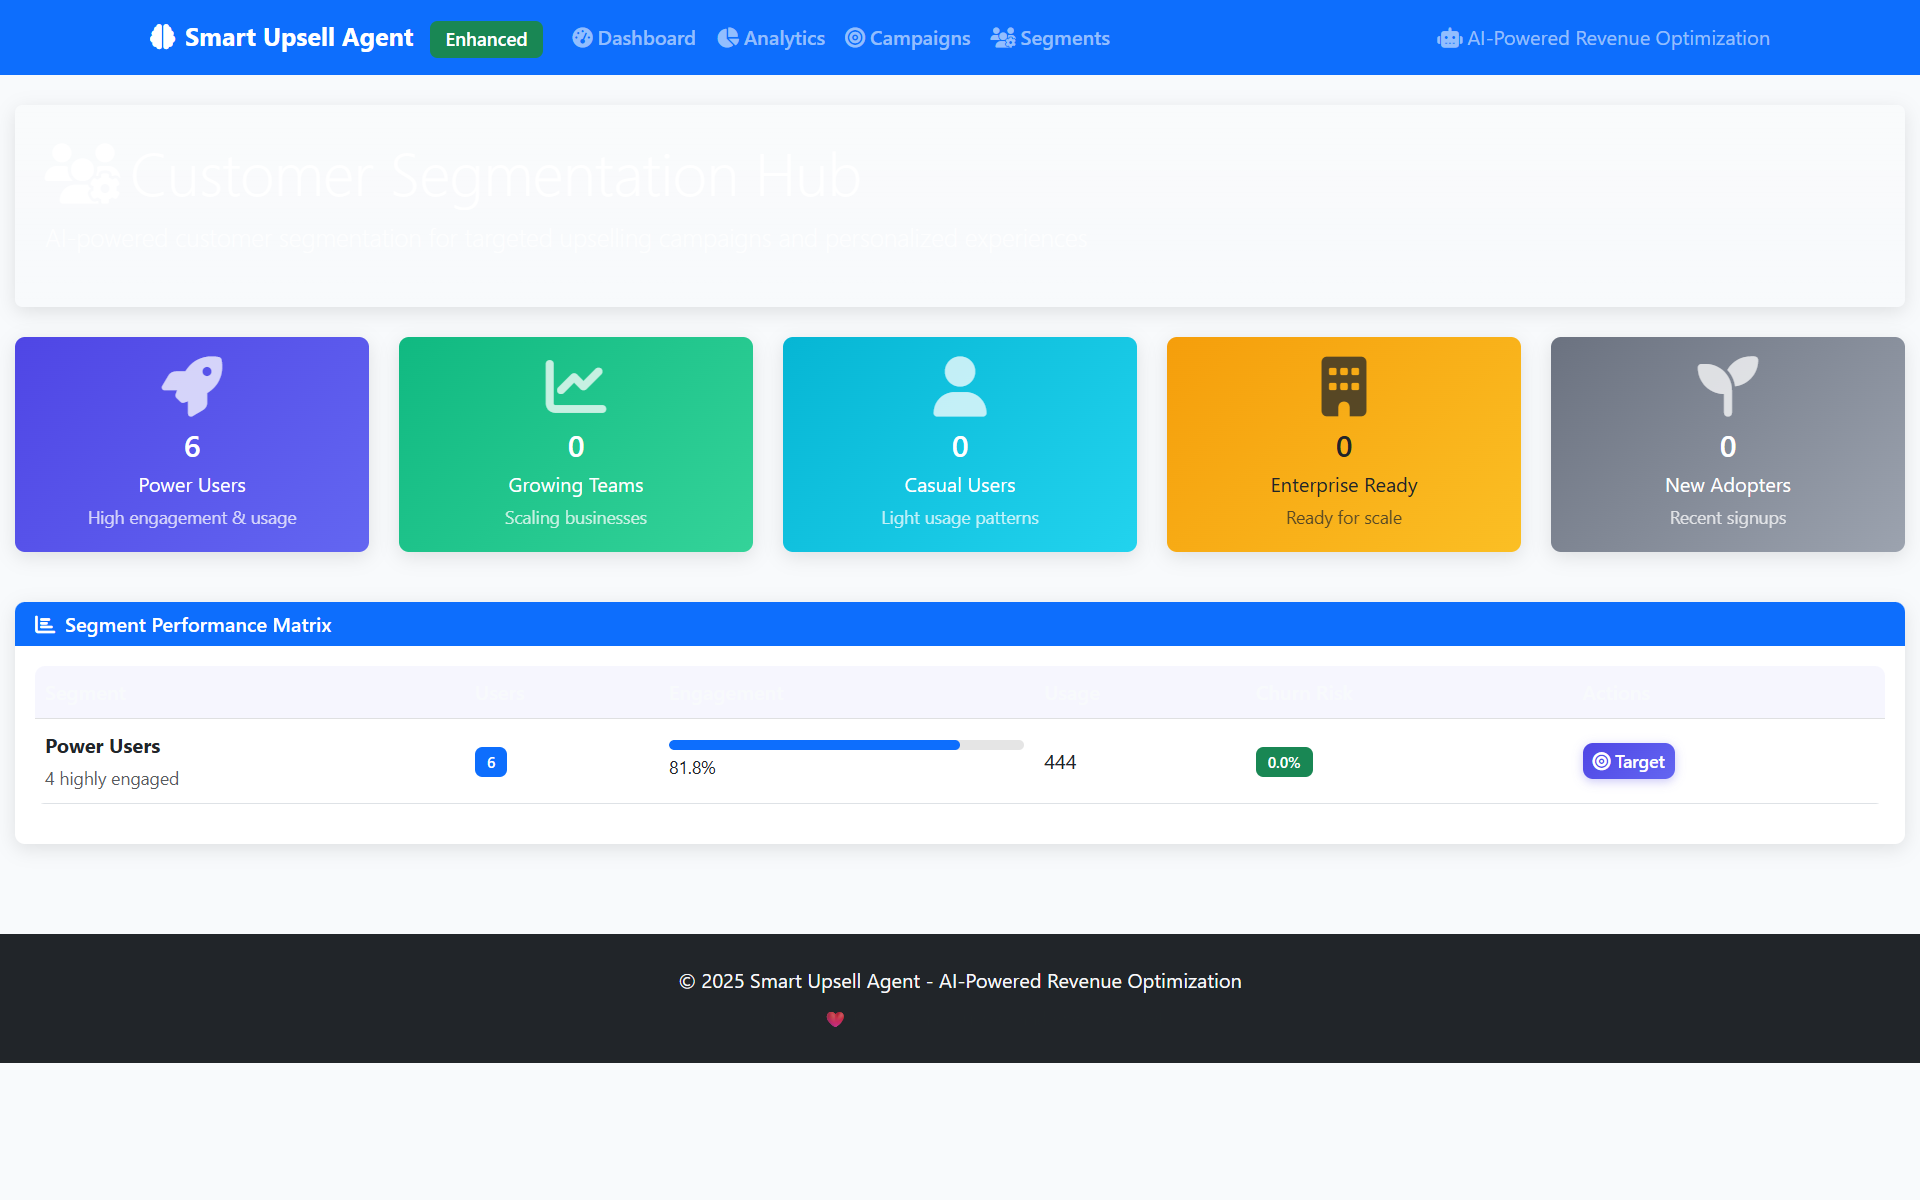 Smart Upsell Agent Enhanced Dashboard Analytics Campaigns Segments AI-Powered Revenue Optimization
Customer Segmentation Hub
AI-powered customer segmentation for targeted upselling campaigns and personalized experiences
6
Power Users
High engagement & usage
0
Growing Teams
Scaling businesses
0
Casual Users
Light usage patterns
0
Enterprise Ready
Ready for scale
0
New Adopters
Recent signups
Segment Performance Matrix
Segment Users Engagement Usage Churn Risk Actions
Power Users
4 highly engaged
6
81.8%
444
0.0%
Target
© 2025 Smart Upsell Agent - AI-Powered Revenue Optimization